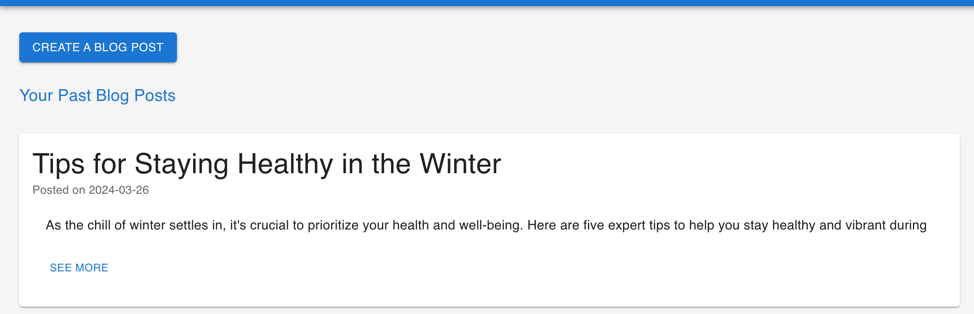 CREATE A BLOG POST
Your Past Blog Posts
Tips for Staying Healthy in the Winter
Posted on 2024-03-26
As the chill of winter settles in, it's crucial to prioritize your health and well-being. Here are five expert tips to help you stay healthy and vibrant during
SEE MORE